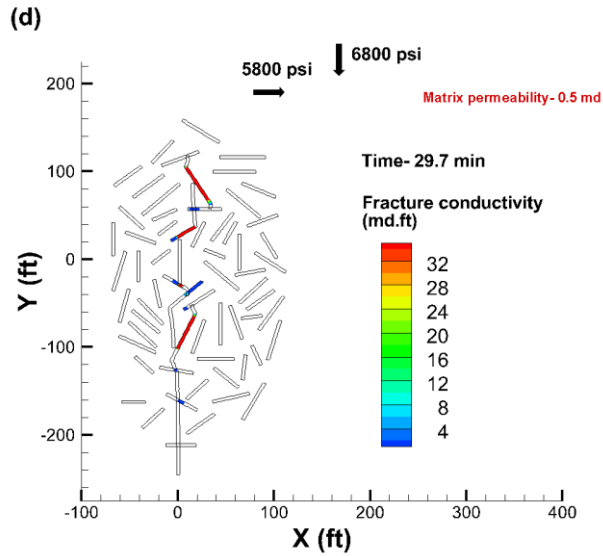 (d)
6800 psi
5800 psi
Matrix permeability- 0.5 md
Time- 29.7 min
Fracture conductivity
(md.ft)
32
28
24
20
16
12
8
4
Y (ft)
200
100
0
-100
-200
-100 0 100 200 300 400
X (ft)